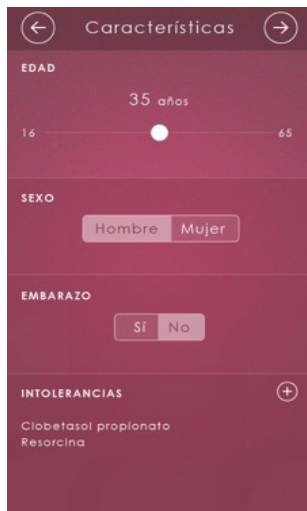 Características
EDAD
35 años
16 65
SEXO
Hombre Mujer
EMBARAZO
Sí No
INTOLERANCIAS
Clobetasol propionato
Resorcina